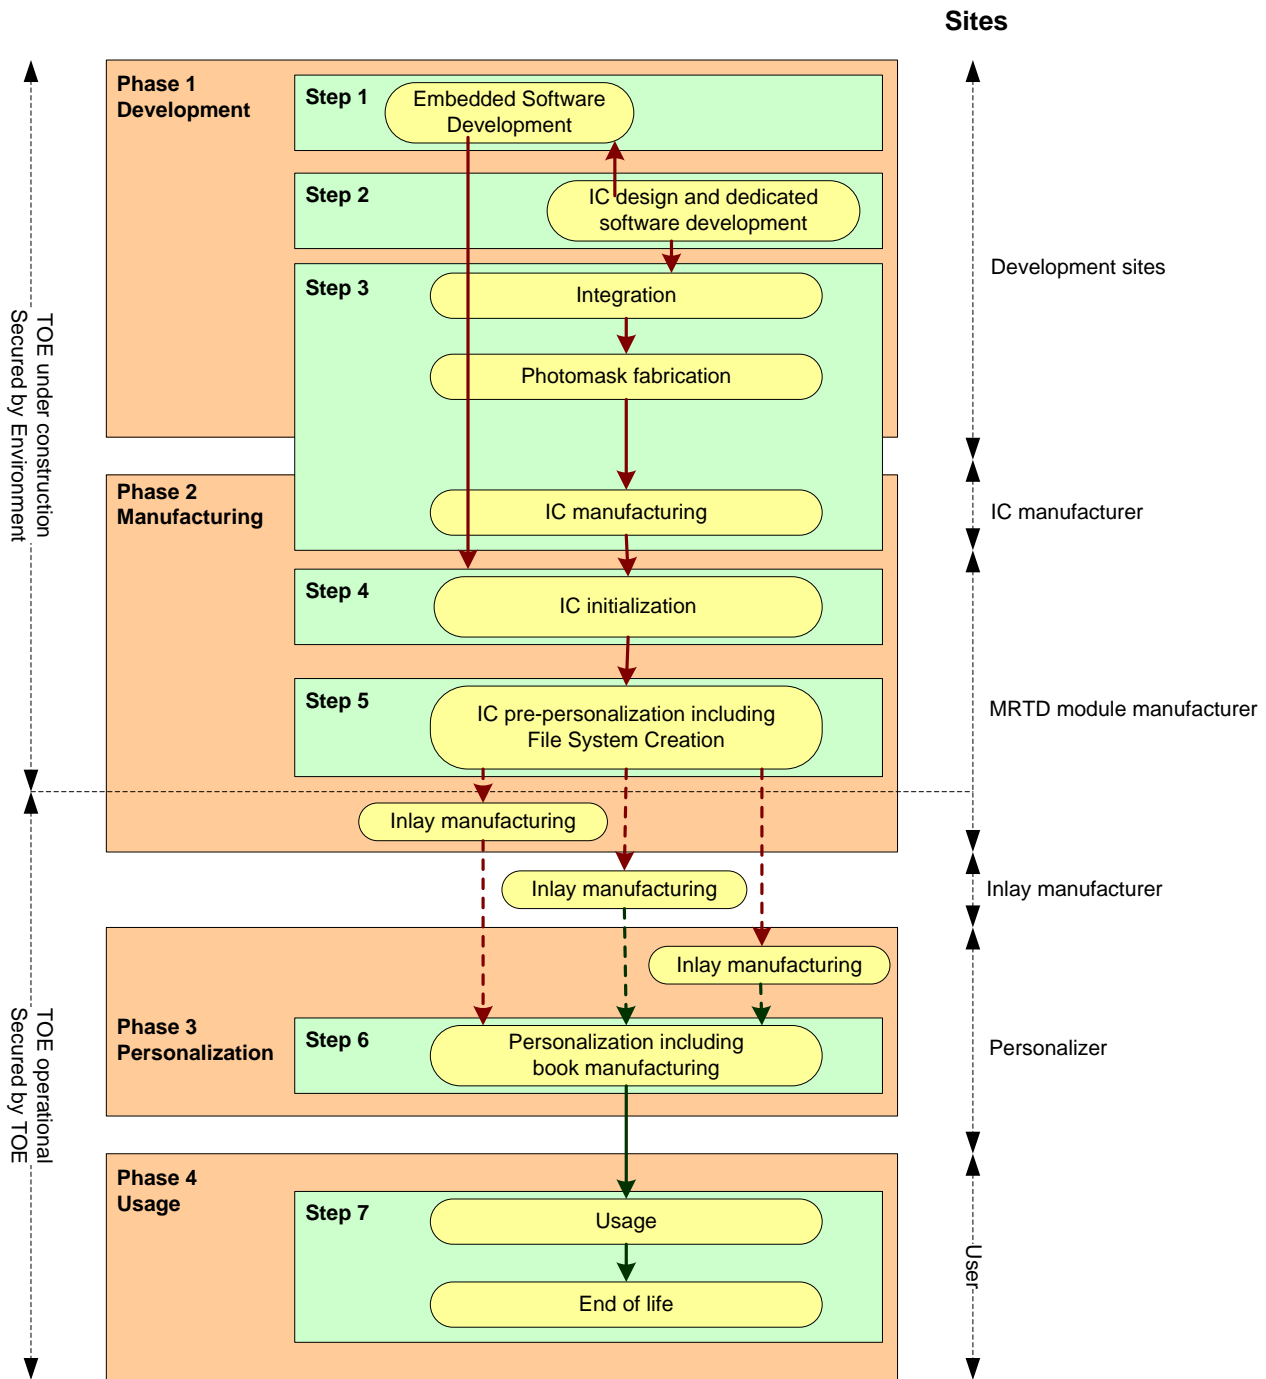 Sites
Phase 1
Development
Step 1
Embedded Software
Development
Step 2
IC design and dedicated
software development
Step 3
Integration
Photomask fabrication
Development sites
TOE under construction
Secured by Environment
Phase 2
Manufacturing
IC manufacturing
IC manufacturer
Step 4
IC initialization
Step 5
IC pre-personalization including
File System Creation
MRTD module manufacturer
Inlay manufacturing
Inlay manufacturing
Inlay manufacturer
Inlay manufacturing
TOE operational
Secured by TOE
Phase 3
Personalization
Step 6
Personalization including
book manufacturing
Personalizer
Phase 4
Usage
Step 7
Usage
End of life
User